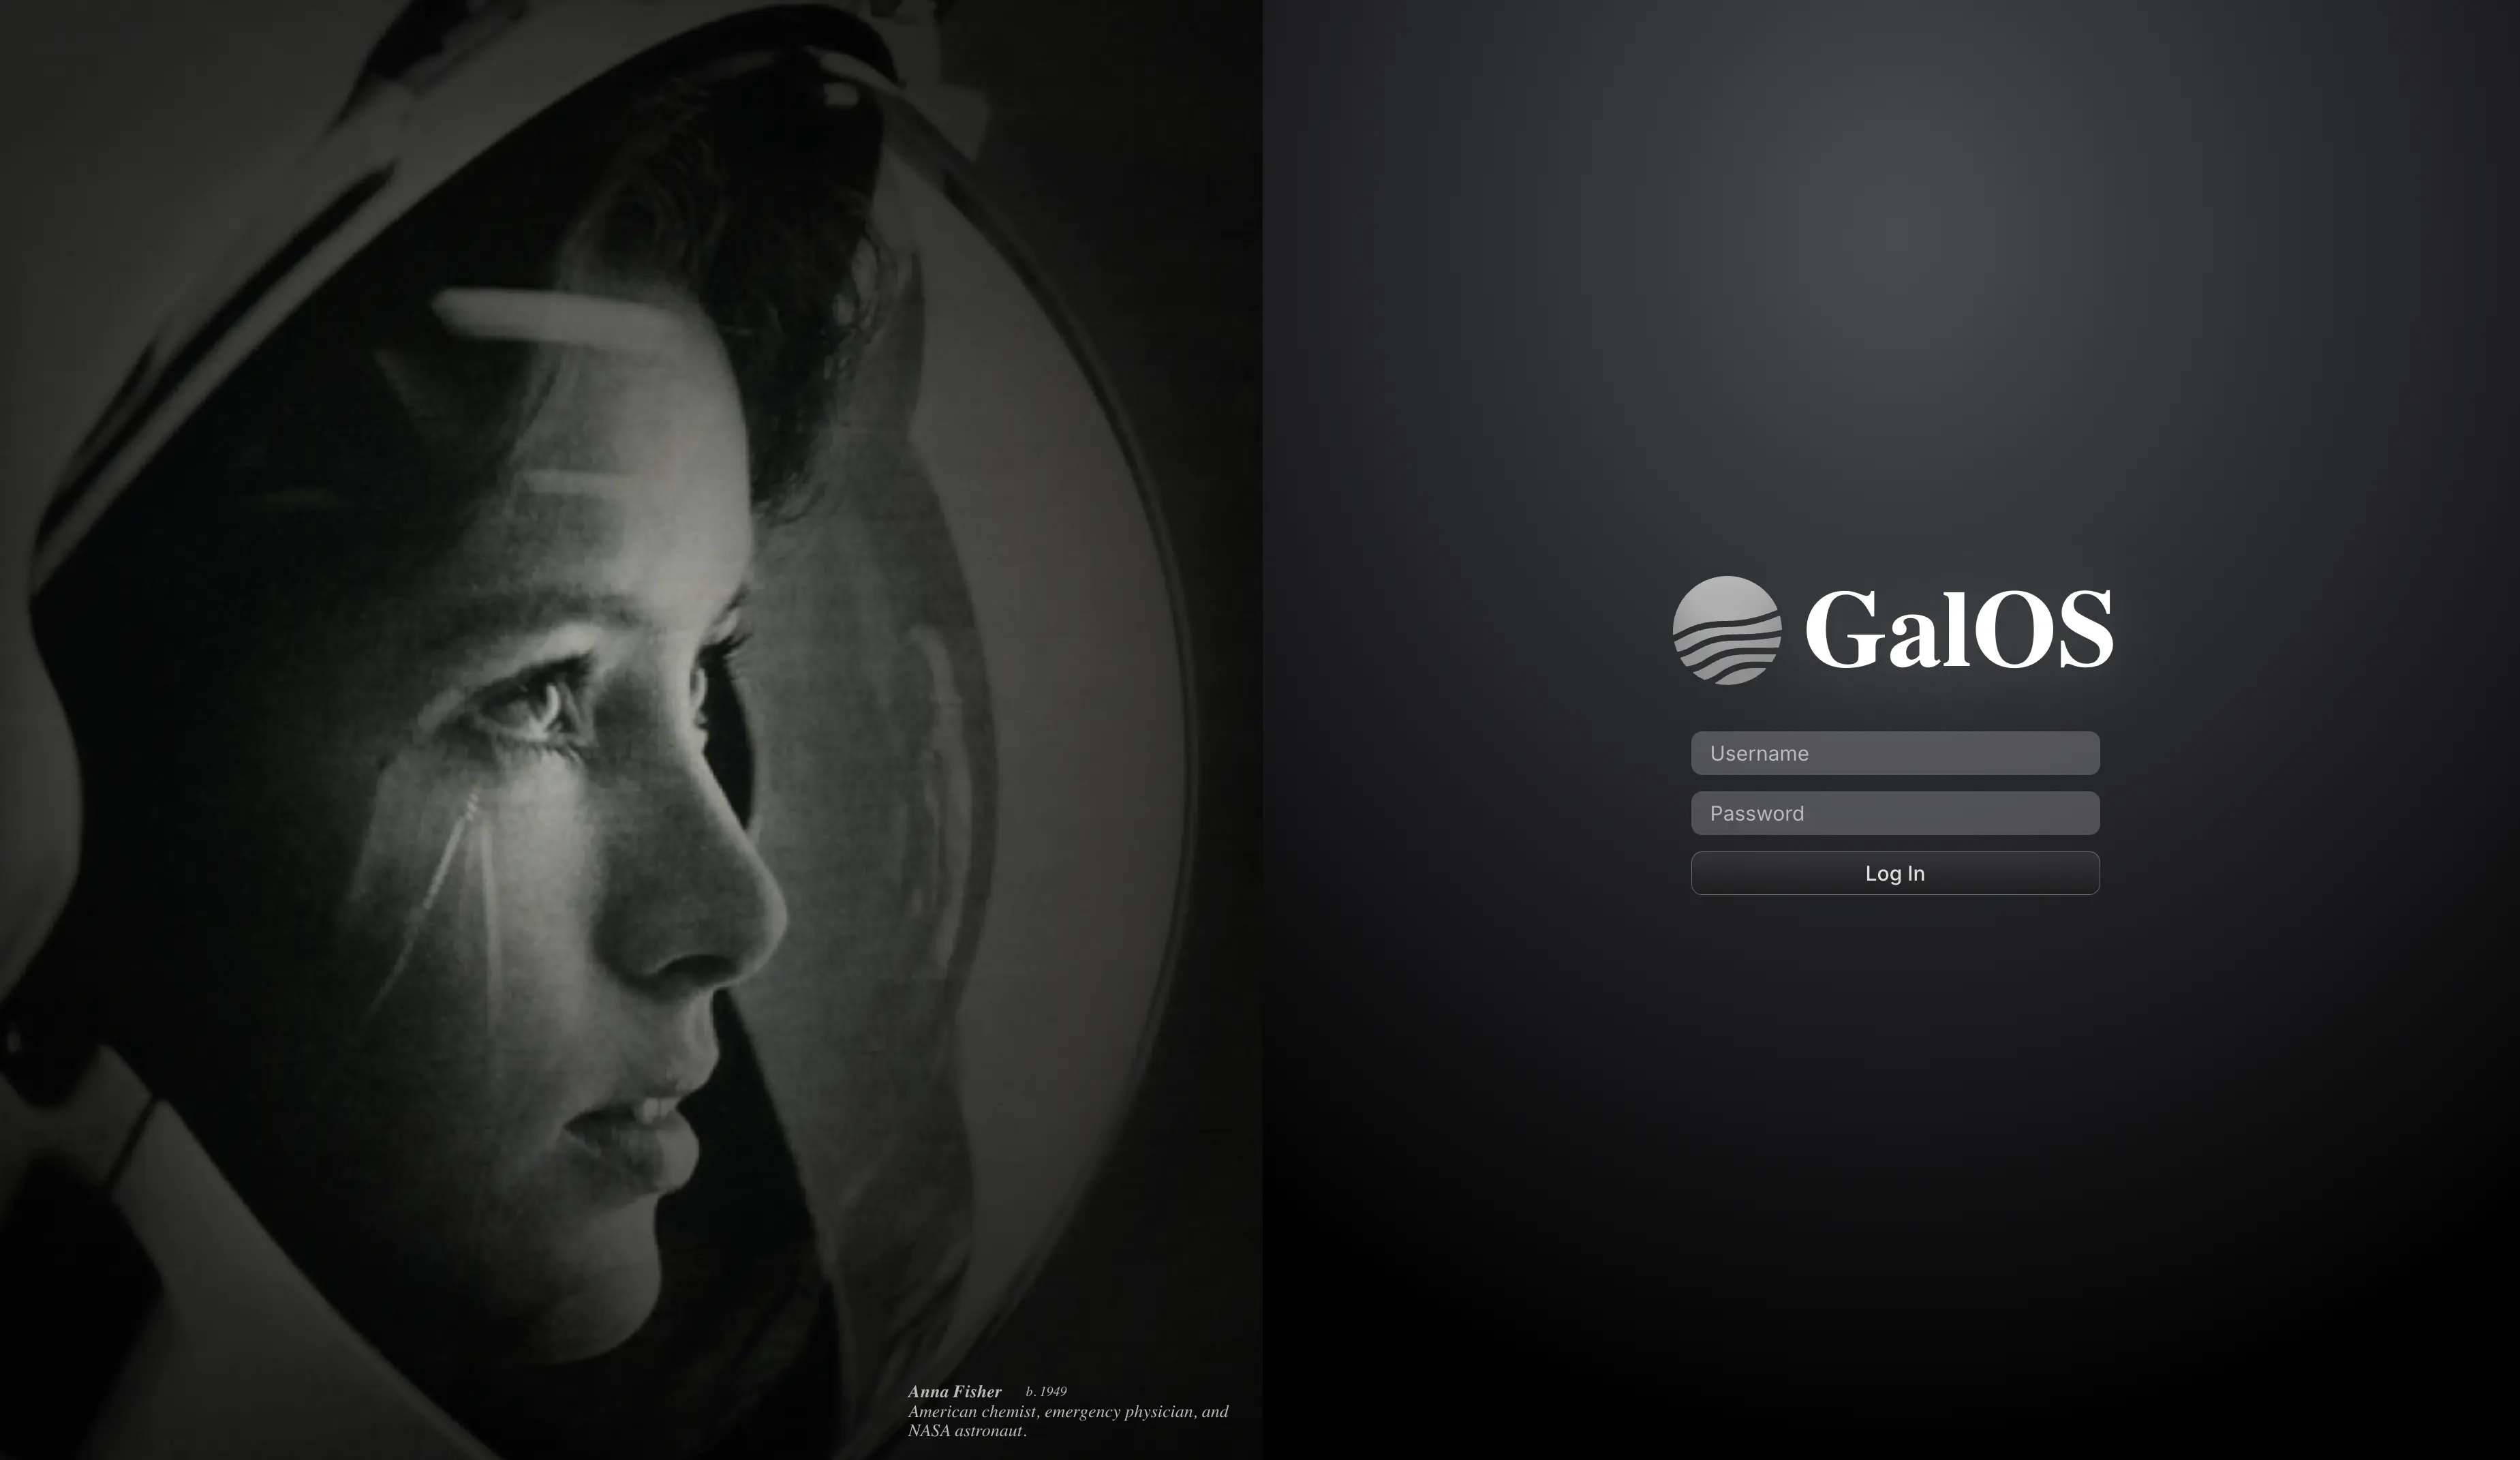 GalOS
Username
Password
Log In
Anna Fisher b. 1949
American chemist, emergency physician, and
NASA astronaut.